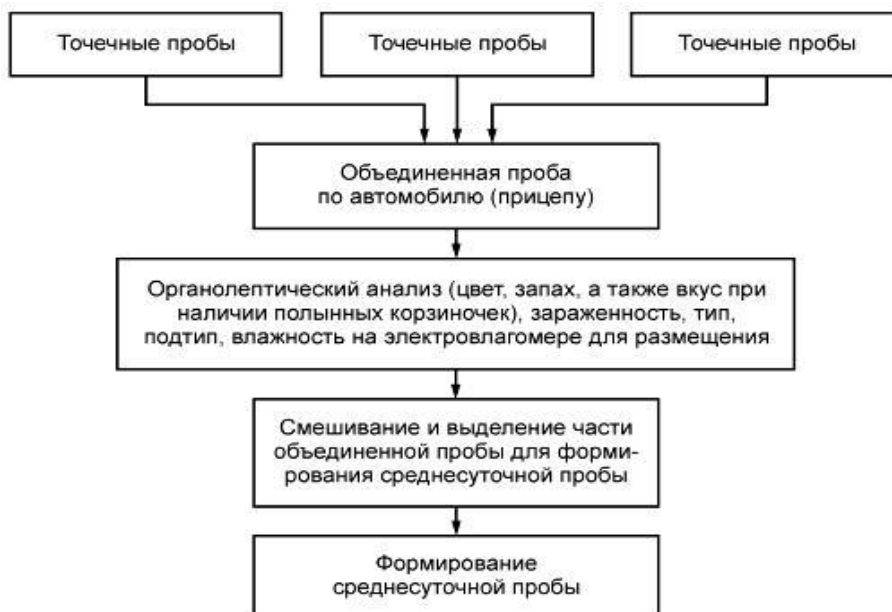 Точечные пробы
Точечные пробы
Точечные пробы
Объединенная проба
по автомобилю (прицепу)
Органолептический анализ (цвет, запах, а также вкус при
наличии полынных корзиночек), зараженность, тип,
подтип, влажность на электровлагомере для размещения
Смешивание и выделение части
объединенной пробы для форми-
рования среднесуточной пробы
Формирование
среднесуточной пробы